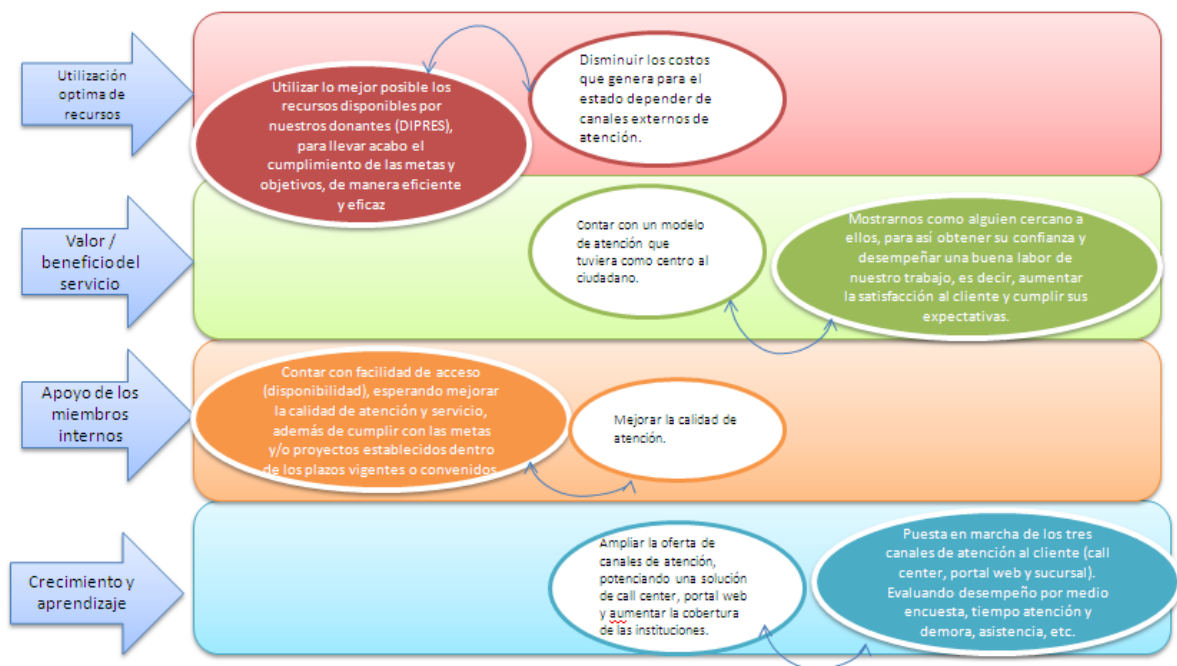 Utilización
optima de
recursos
Utilizar lo mejor posible los
recursos disponibles por
nuestros donantes (DIPRES),
para llevar acabo el
cumplimiento de las metas y
objetivos, de manera eficiente
y eficaz
Disminuir los costos
que genera para el
estado depender de
canales externos de
atención.
Valor /
beneficio del
servicio
Contar con un modelo
de atención que
tuviera como centro al
ciudadano.
Mostrarnos como alguien cercano a
ellos, para así obtener su confianza y
desempeñar una buena labor de
nuestro trabajo, es decir, aumentar
la satisfacción al cliente y cumplir sus
expectativas.
Apoyo de los
miembros
internos
Contar con facilidad de acceso
(disponibilidad), esperando mejorar
la calidad de atención y servicio,
además de cumplir con las metas
y/o proyectos establecidos dentro
de los plazos vigentes o convenidos
Mejorar la calidad de
atención.
Crecimiento y
aprendizaje
Ampliar la oferta de
canales de atención,
potenciando una solución
de call center, portal web
y aumentar la cobertura
de las instituciones.
Puesta en marcha de los tres
canales de atención al cliente (call
center, portal web y sucursal).
Evaluando desempeño por medio
encuesta, tiempo atención y
demora, asistencia, etc.